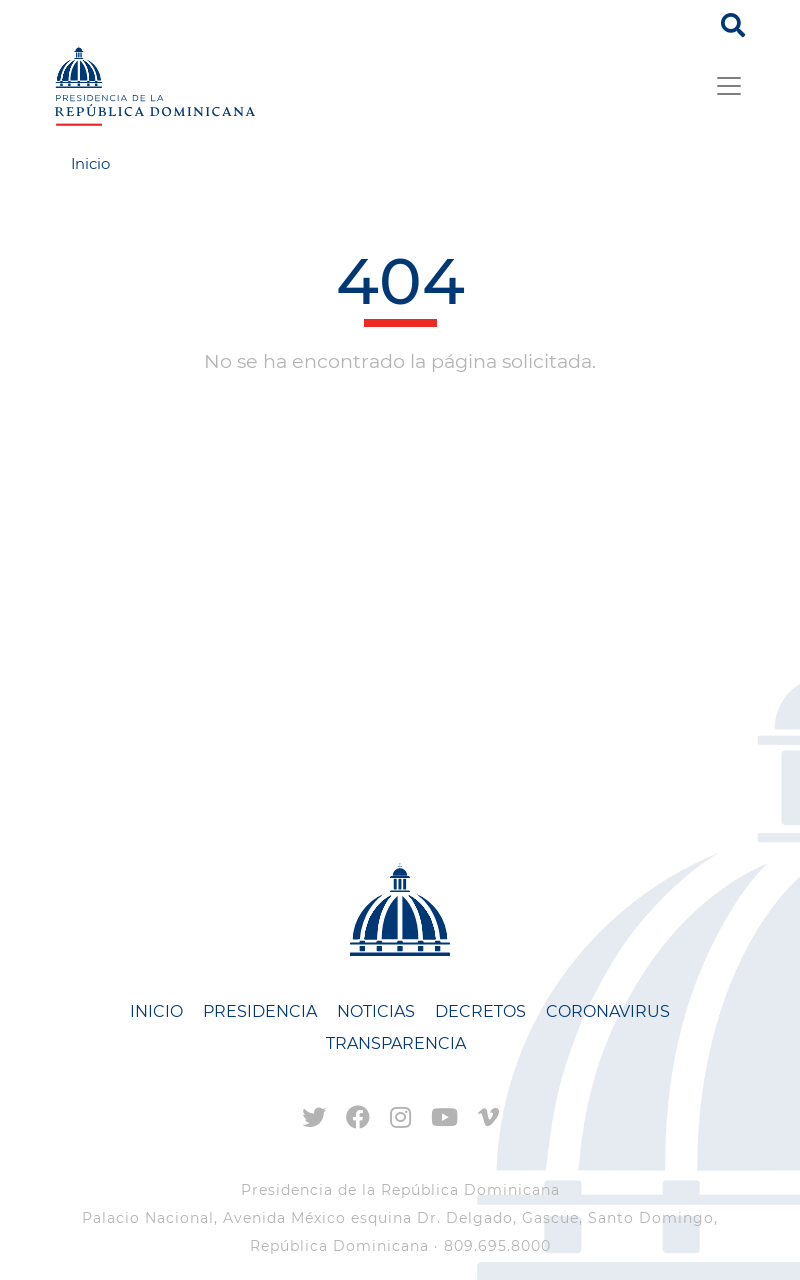 PRESIDENCIA DE LA
REPÚBLICA DOMINICANA
Inicio
404
No se ha encontrado la página solicitada.
INICIO PRESIDENCIA NOTICIAS DECRETOS CORONAVIRUS
TRANSPARENCIA
Presidencia de la República Dominicana
Palacio Nacional, Avenida México esquina Dr. Delgado, Gascue, Santo Domingo,
República Dominicana · 809.695.8000